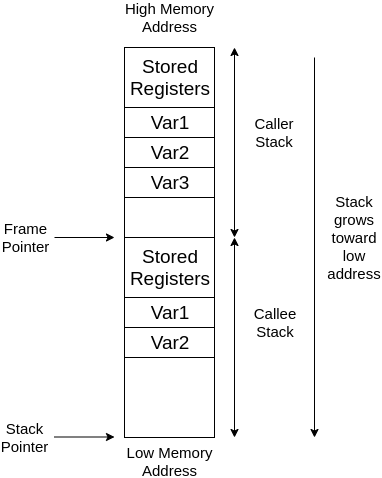 High Memory
Address
Stored
Registers
Var1
Var2
Var3
Caller
Stack
Stack
grows
toward
low
address
Frame
Pointer
Stored
Registers
Var1
Var2
Callee
Stack
Stack
Pointer
Low Memory
Address